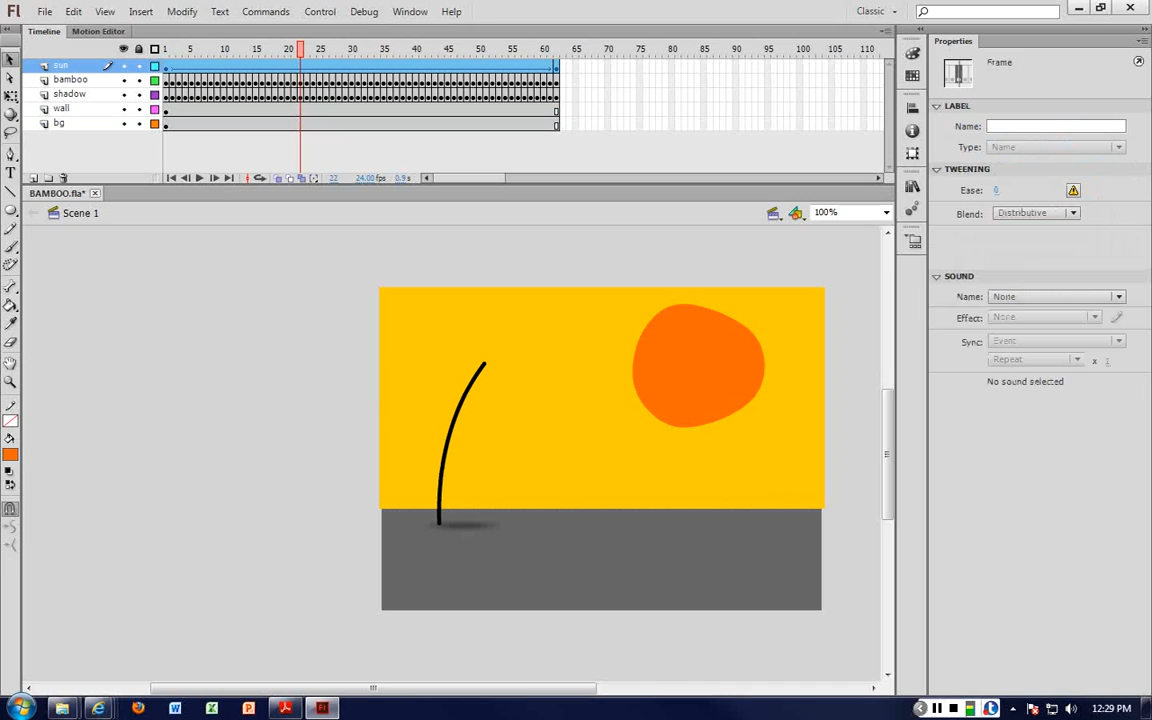 Fl File Edit View Insert Modify Text Commands Control Debug Window Help Classic
Timeline Motion Editor Properties
1 5 10 15 20 25 30 35 40 45 50 55 60 65 70 75 80 85 90 95 100 105 110
sun
bamboo
shadow
wall
bg
22 24.00fps 0.9s
BAMBOO.fla*
Scene 1 100%
Frame
LABEL
Name:
Type: Name
TWEENING
Ease: 0
Blend: Distributive
SOUND
Name: None
Effect: None
Sync: Event
Repeat x 1
No sound selected
12:29 PM